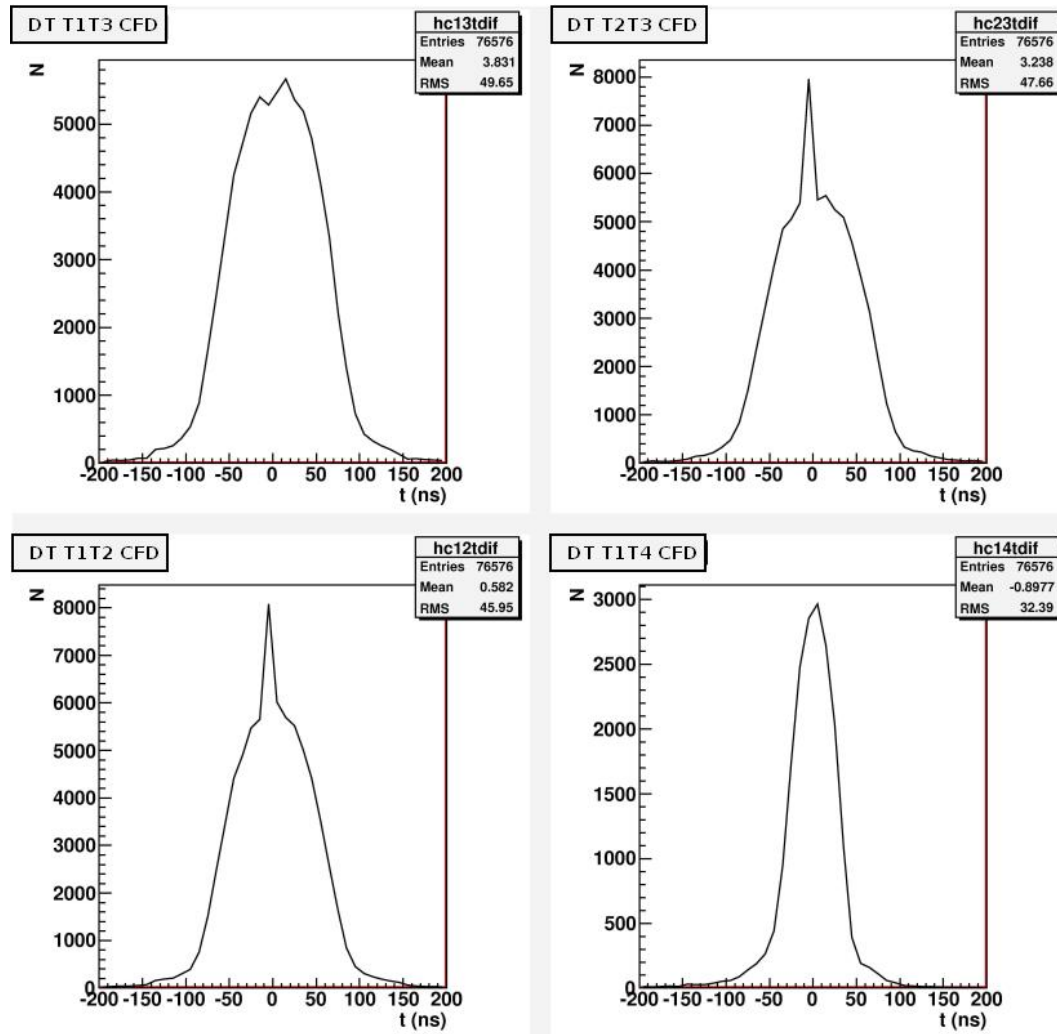 DT T1T3 CFD
hc13tdif
Entries 76576
Mean 3.831
RMS 49.65
N
5000
4000
3000
2000
1000
0
-200 -150 -100 -50 0 50 100 150 200
t (ns)
DT T2T3 CFD
hc23tdif
Entries 76576
Mean 3.238
RMS 47.66
N
8000
7000
6000
5000
4000
3000
2000
1000
0
-200 -150 -100 -50 0 50 100 150 200
t (ns)
DT T1T2 CFD
hc12tdif
Entries 76576
Mean 0.582
RMS 45.95
N
8000
7000
6000
5000
4000
3000
2000
1000
0
-200 -150 -100 -50 0 50 100 150 200
t (ns)
DT T1T4 CFD
hc14tdif
Entries 76576
Mean -0.8977
RMS 32.39
N
3000
2500
2000
1500
1000
500
0
-200 -150 -100 -50 0 50 100 150 200
t (ns)